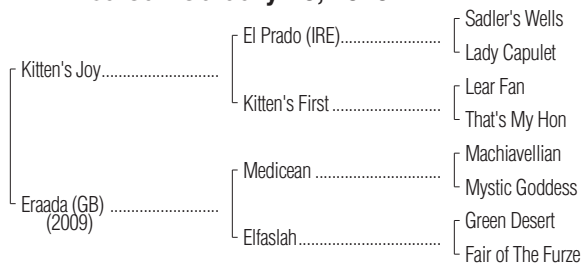 Sadler's Wells
El Prado (IRE)
Lady Capulet
Kitten's Joy
Lear Fan
Kitten's First
That's My Hon
Machiavellian
Medicean
Mystic Goddess
Eraada (GB)
(2009)
Green Desert
Elfaslah
Fair of The Furze